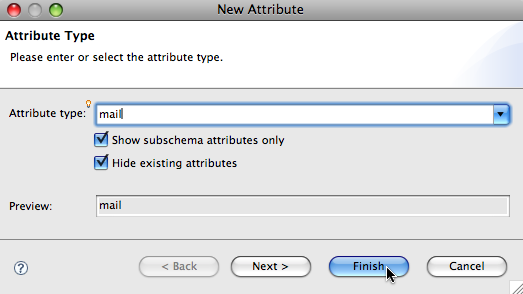 New Attribute
Attribute Type
Please enter or select the attribute type.
Attribute type: mail
Show subschema attributes only
Hide existing attributes
Preview: mail
? < Back Next > Finish Cancel